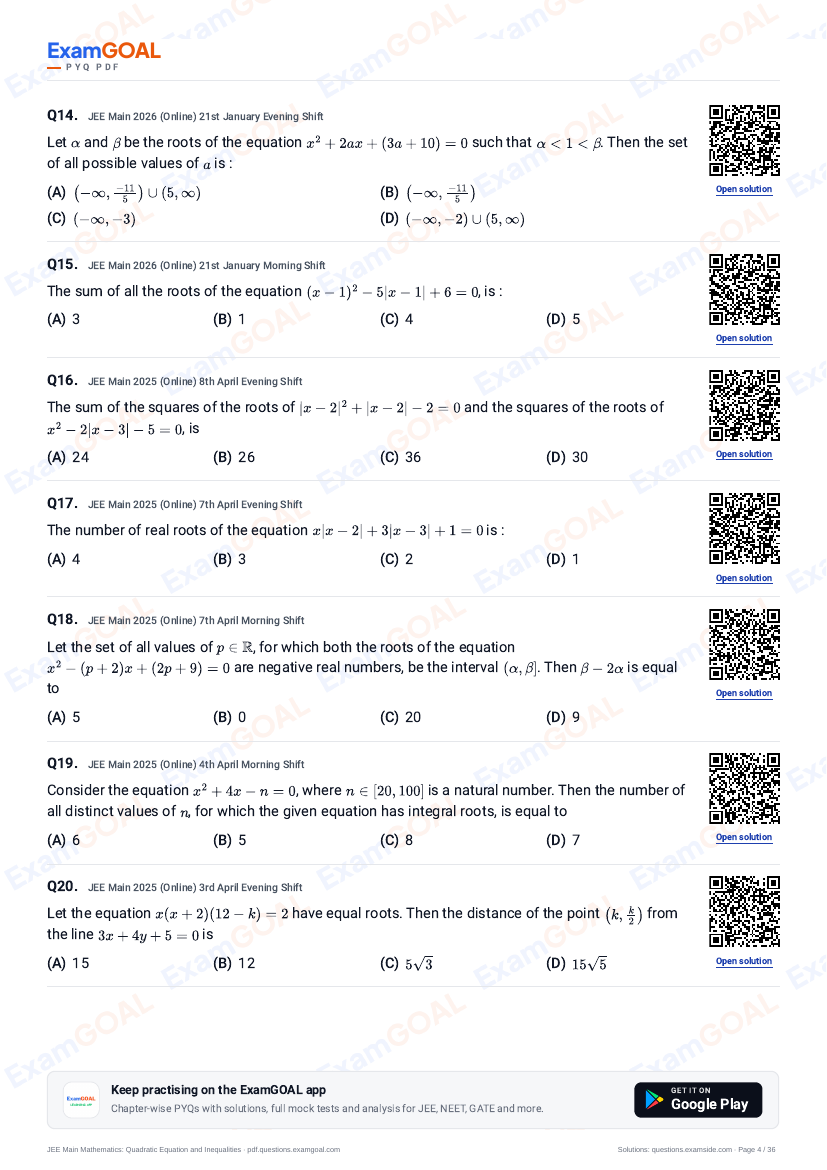 ExamGOAL
PYQ PDF
Q14. JEE Main 2026 (Online) 21st January Evening Shift
Let α and β be the roots of the equation x² + 2ax + (3a + 10) = 0 such that α < 1 < β. Then the set
of all possible values of a is :
(A) (−∞, −11/5) ∪ (5, ∞) (B) (−∞, −11/5)
(C) (−∞, −3) (D) (−∞, −2) ∪ (5, ∞)
Open solution
Q15. JEE Main 2026 (Online) 21st January Morning Shift
The sum of all the roots of the equation (x − 1)² − 5|x − 1| + 6 = 0, is :
(A) 3 (B) 1 (C) 4 (D) 5
Open solution
Q16. JEE Main 2025 (Online) 8th April Evening Shift
The sum of the squares of the roots of |x − 2|² + |x − 2| − 2 = 0 and the squares of the roots of
x² − 2|x − 3| − 5 = 0, is
(A) 24 (B) 26 (C) 36 (D) 30
Open solution
Q17. JEE Main 2025 (Online) 7th April Evening Shift
The number of real roots of the equation x|x − 2| + 3|x − 3| + 1 = 0 is :
(A) 4 (B) 3 (C) 2 (D) 1
Open solution
Q18. JEE Main 2025 (Online) 7th April Morning Shift
Let the set of all values of p ∈ ℝ, for which both the roots of the equation
x² − (p + 2)x + (2p + 9) = 0 are negative real numbers, be the interval (α, β]. Then β − 2α is equal
to
(A) 5 (B) 0 (C) 20 (D) 9
Open solution
Q19. JEE Main 2025 (Online) 4th April Morning Shift
Consider the equation x² + 4x − n = 0, where n ∈ [20, 100] is a natural number. Then the number of
all distinct values of n, for which the given equation has integral roots, is equal to
(A) 6 (B) 5 (C) 8 (D) 7
Open solution
Q20. JEE Main 2025 (Online) 3rd April Evening Shift
Let the equation x(x + 2)(12 − k) = 2 have equal roots. Then the distance of the point (k, k/2) from
the line 3x + 4y + 5 = 0 is
(A) 15 (B) 12 (C) 5√3 (D) 15√5
Open solution
Keep practising on the ExamGOAL app
Chapter-wise PYQs with solutions, full mock tests and analysis for JEE, NEET, GATE and more.
GET IT ON
Google Play
JEE Main Mathematics: Quadratic Equation and Inequalities · pdf.questions.examgoal.com
Solutions: questions.examside.com · Page 4 / 36